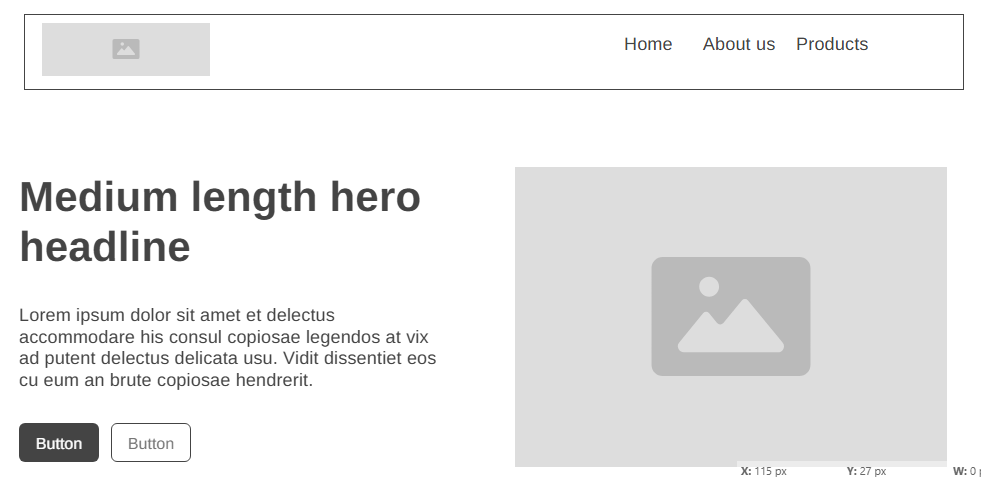 Home About us Products
Medium length hero
headline
Lorem ipsum dolor sit amet et delectus
accommodare his consul copiosae legendos at vix
ad putent delectus delicata usu. Vidit dissentiet eos
cu eum an brute copiosae hendrerit.
Button Button
X: 115 px Y: 27 px W: 0 p